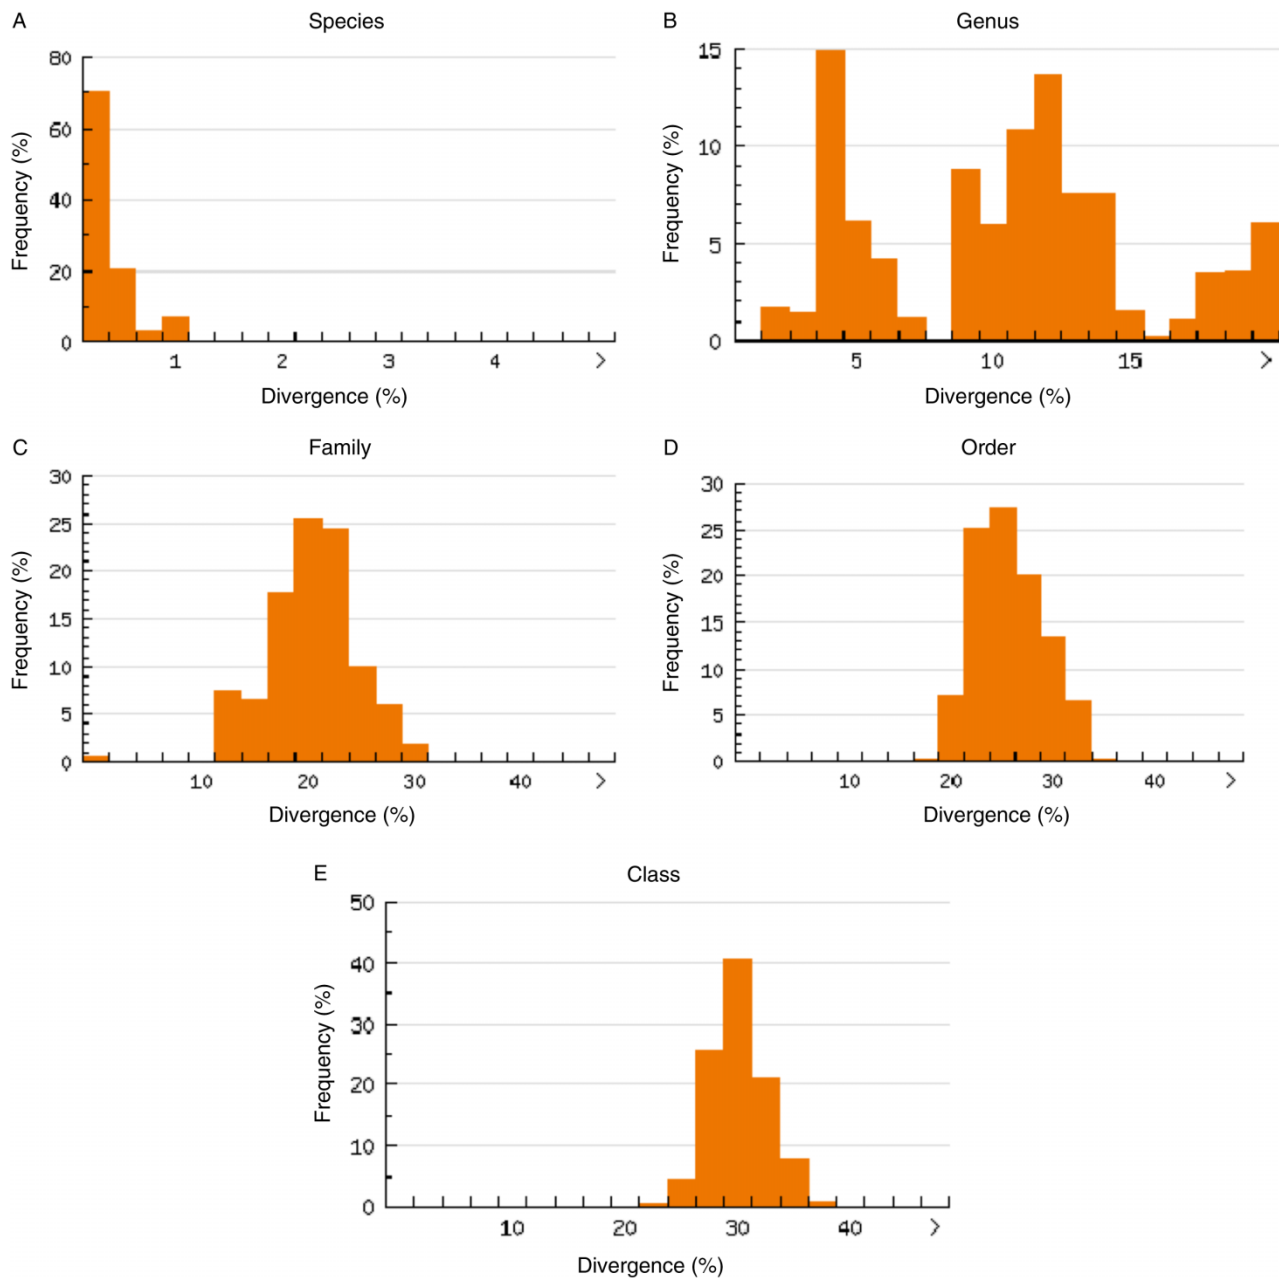 A Species
80
60
40
20
0
Frequency (%)
1 2 3 4 >
Divergence (%)
B Genus
15
10
5
0
Frequency (%)
5 10 15 >
Divergence (%)
C Family
30
25
20
15
10
5
0
Frequency (%)
10 20 30 40 >
Divergence (%)
D Order
30
25
20
15
10
5
0
Frequency (%)
10 20 30 40 >
Divergence (%)
E Class
50
40
30
20
10
0
Frequency (%)
10 20 30 40 >
Divergence (%)